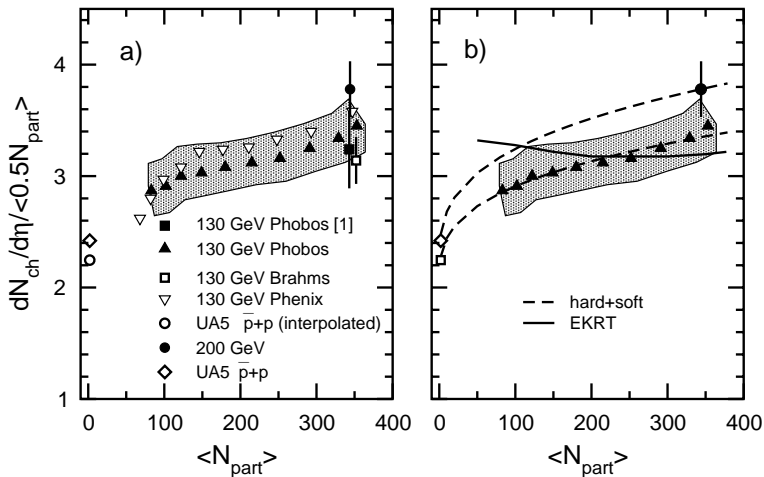 a)
b)
4
3
2
1
dN_ch/dη/<0.5N_part>
130 GeV Phobos [1]
130 GeV Phobos
130 GeV Brahms
130 GeV Phenix
UA5 p̅+p (interpolated)
200 GeV
UA5 p̅+p
hard+soft
EKRT
0 100 200 300 400
0 100 200 300 400
<N_part>
<N_part>